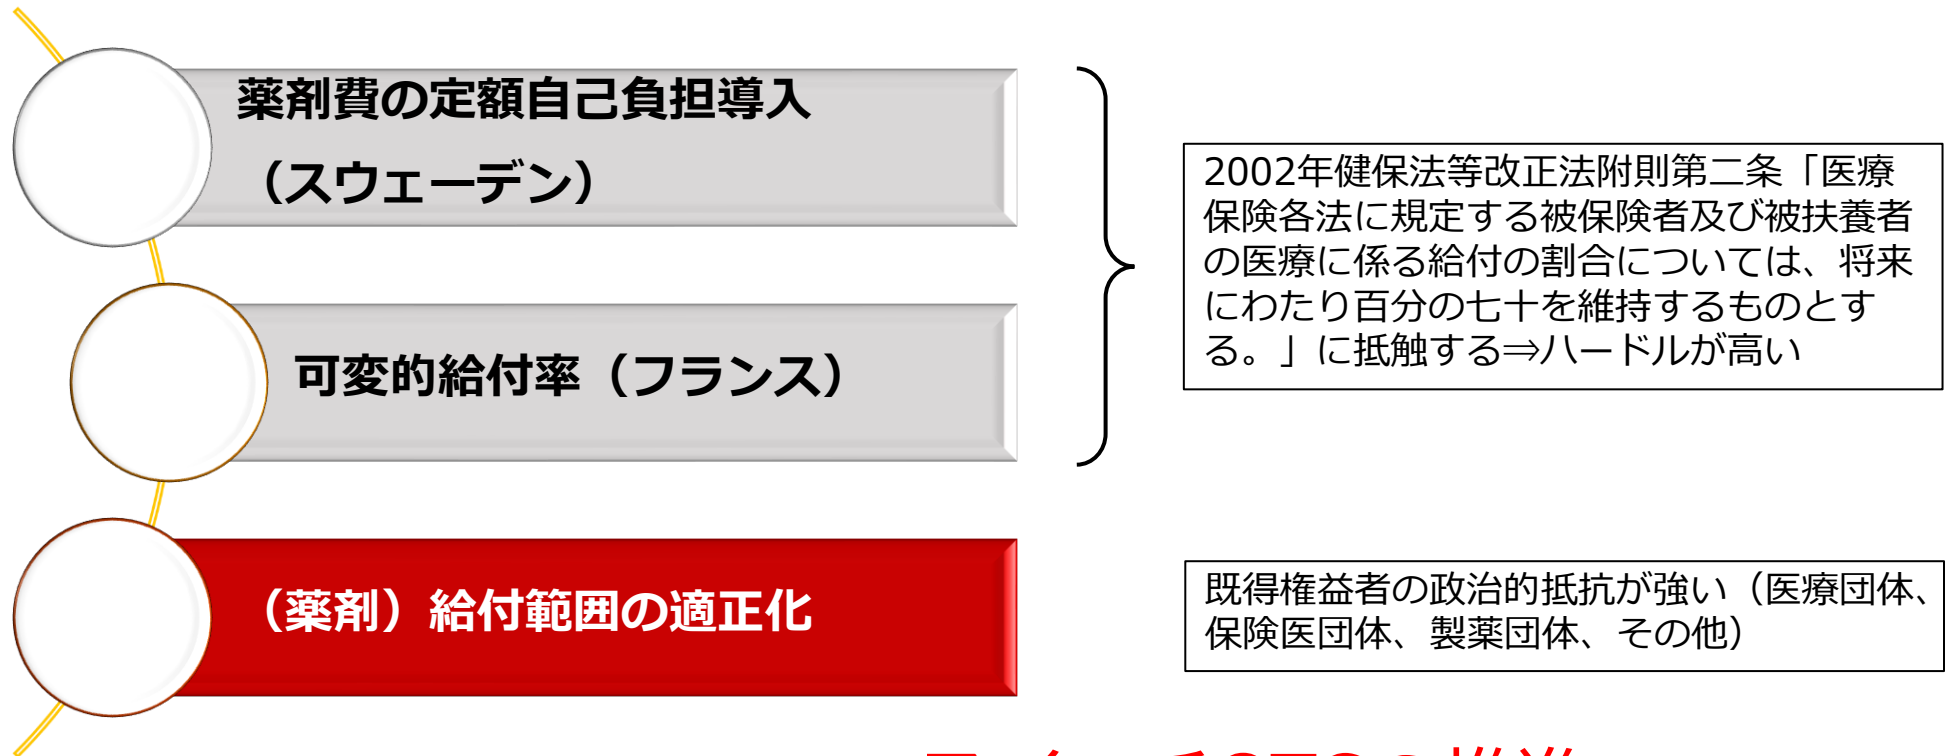 薬剤費の定額自己負担導入
（スウェーデン）
2002年健保法等改正法附則第二条「医療
保険各法に規定する被保険者及び被扶養者
の医療に係る給付の割合については、将来
にわたり百分の七十を維持するものとす
る。」に抵触する⇒ハードルが高い
可変的給付率（フランス）
（薬剤）給付範囲の適正化
既得権益者の政治的抵抗が強い（医療団体、
保険医団体、製薬団体、その他）